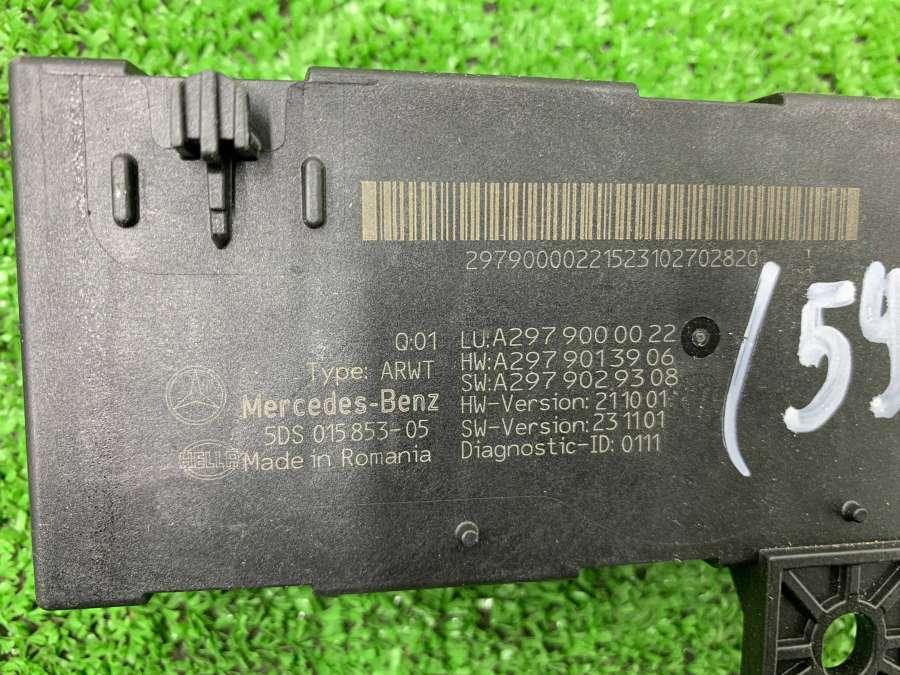 29790000221523102702820
Q:01
Type: ARWT
Mercedes-Benz
5DS 015 853-05
HELLA Made in Romania
LU:A297 900 00 22
HW:A297 901 39 06
SW:A297 902 93 08
HW-Version: 21 10 01
SW-Version: 23 11 01
Diagnostic-ID: 0111
(54